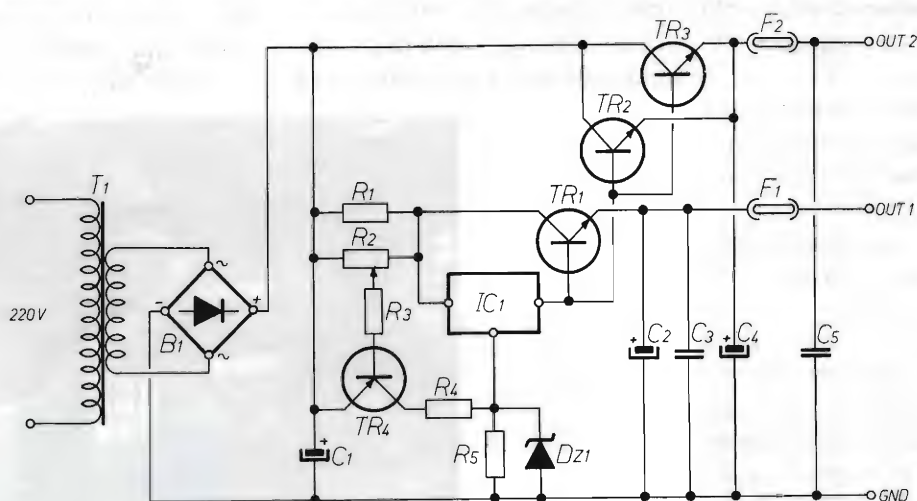 TR3
F2
OUT 2
TR2
T1
R1
TR1
F1
OUT 1
R2
~
220V
-
+
IC1
R3
B1
+
C2
C3
+
C4
C5
~
R4
TR4
+
C1
R5
DZ1
GND